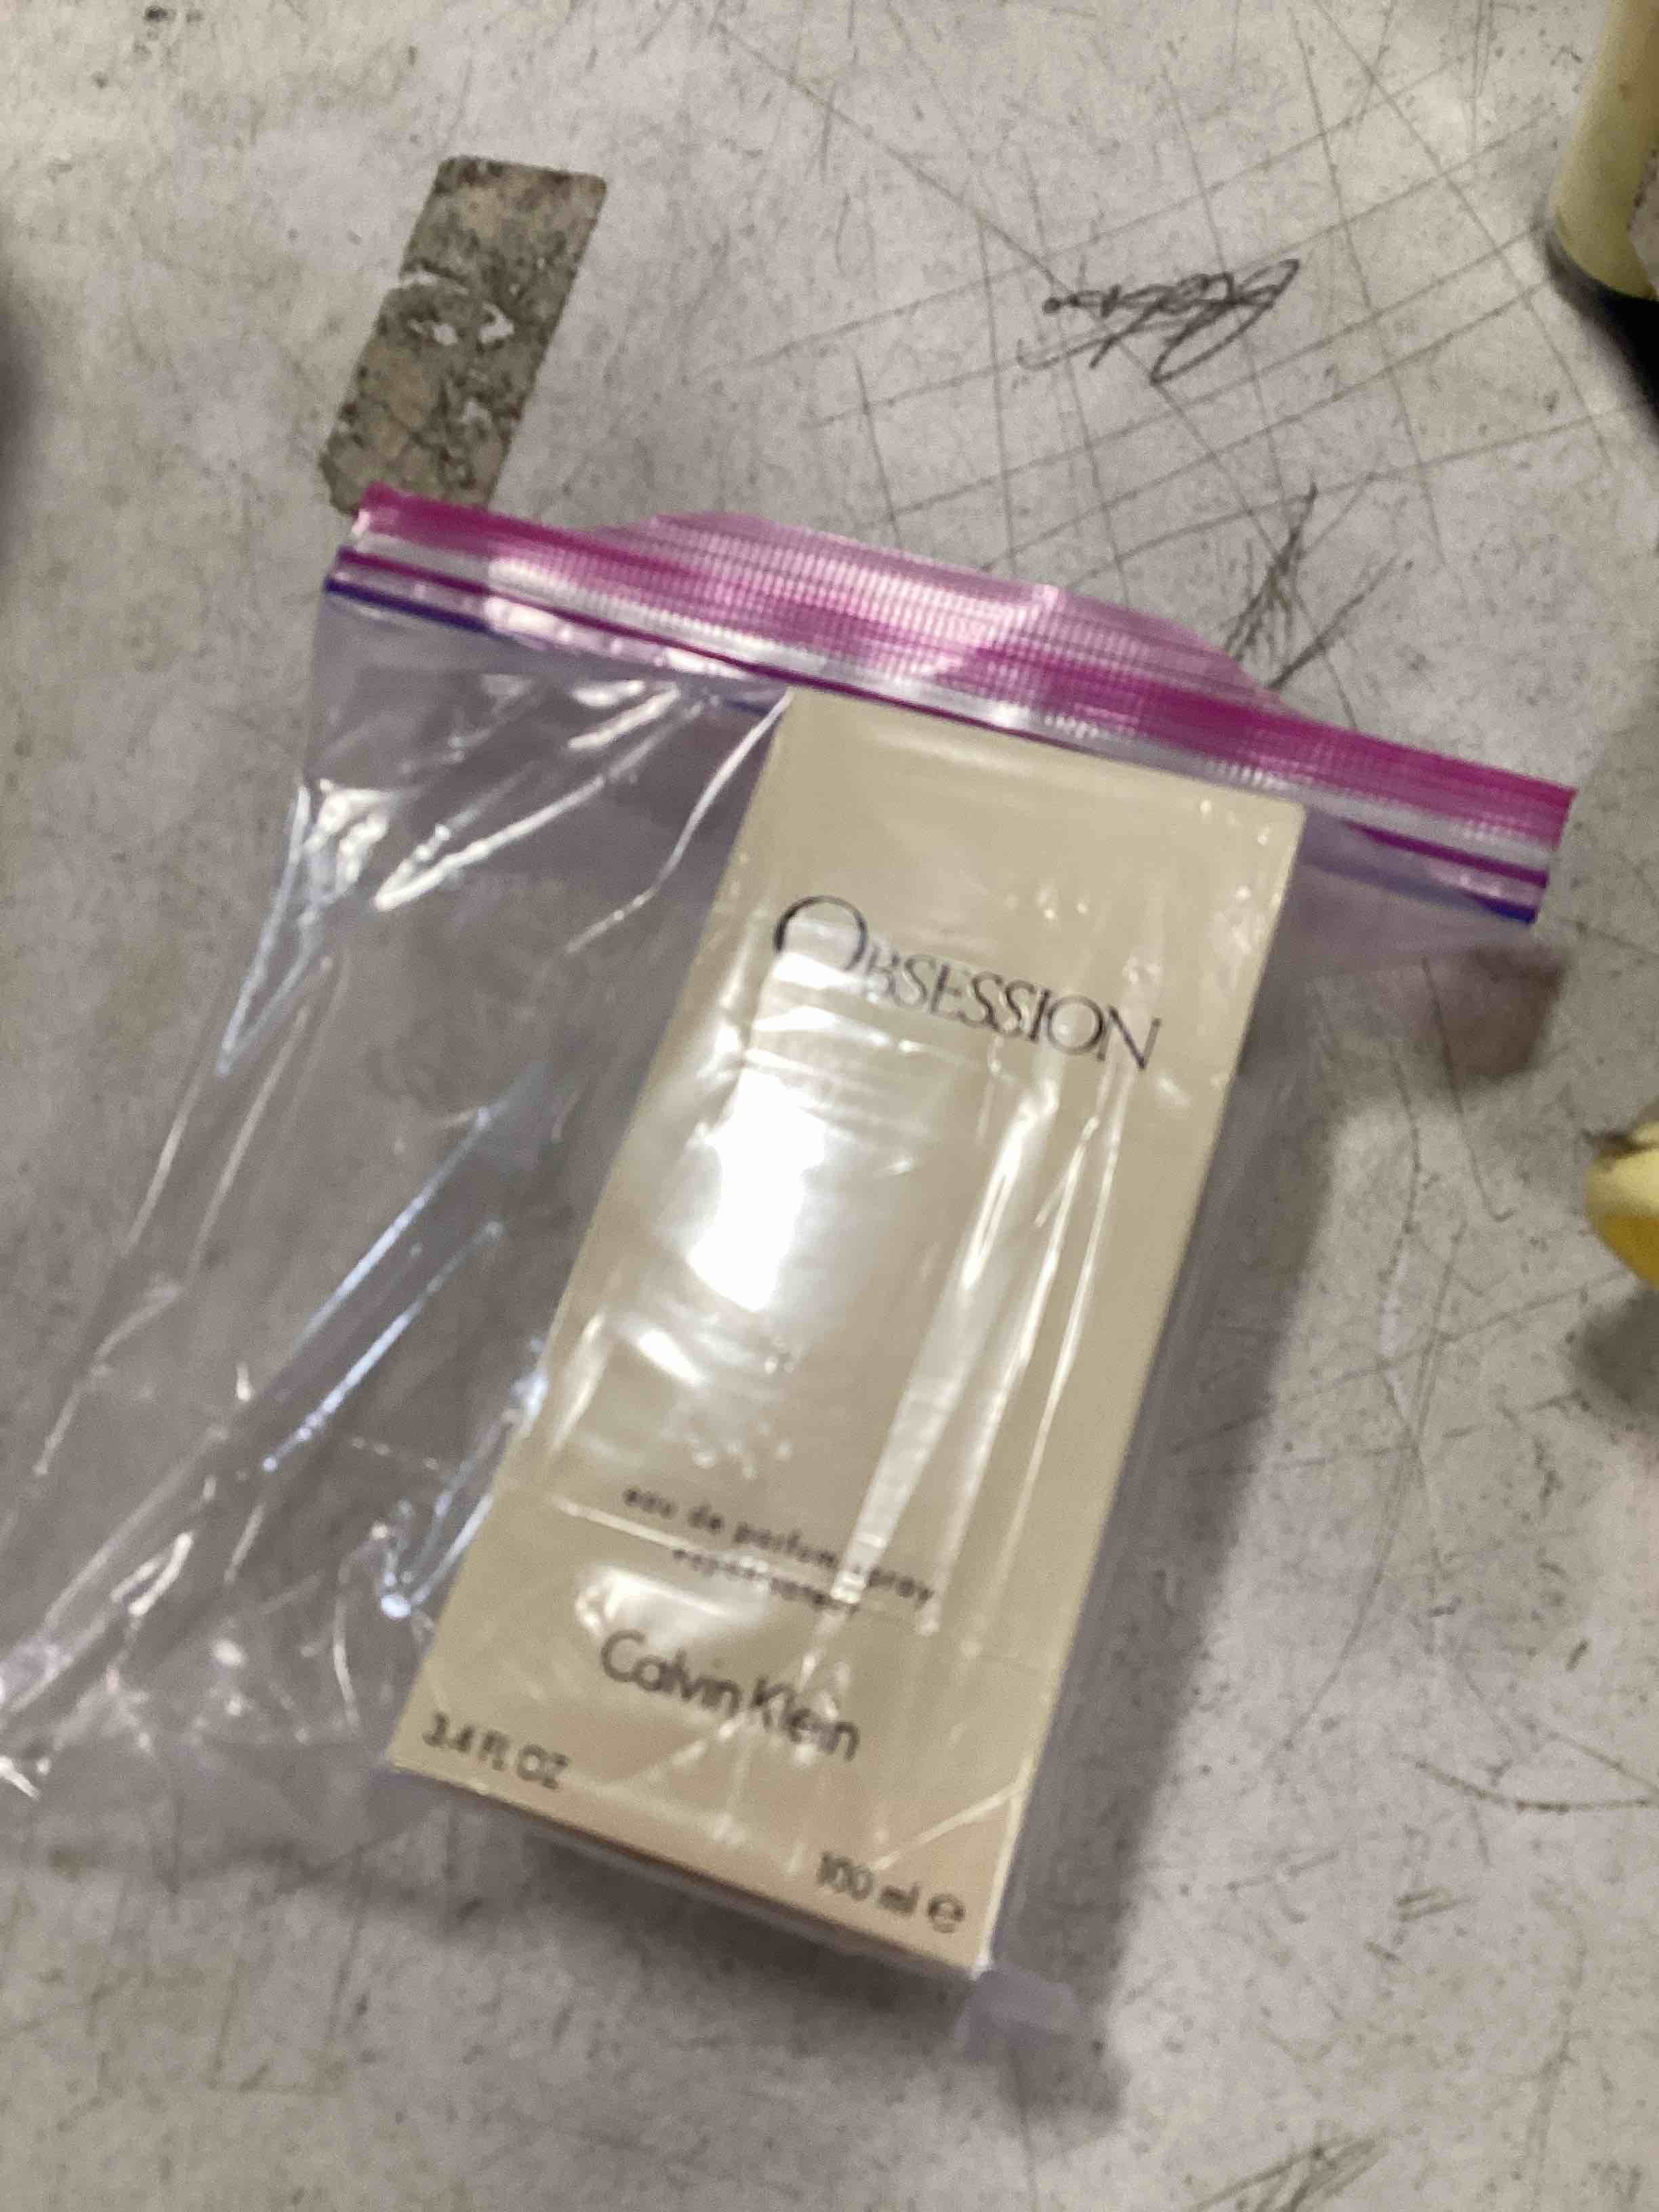 OBSESSION
eau de parfum spray
Calvin Klein
3.4 FL OZ
100 ml ℮